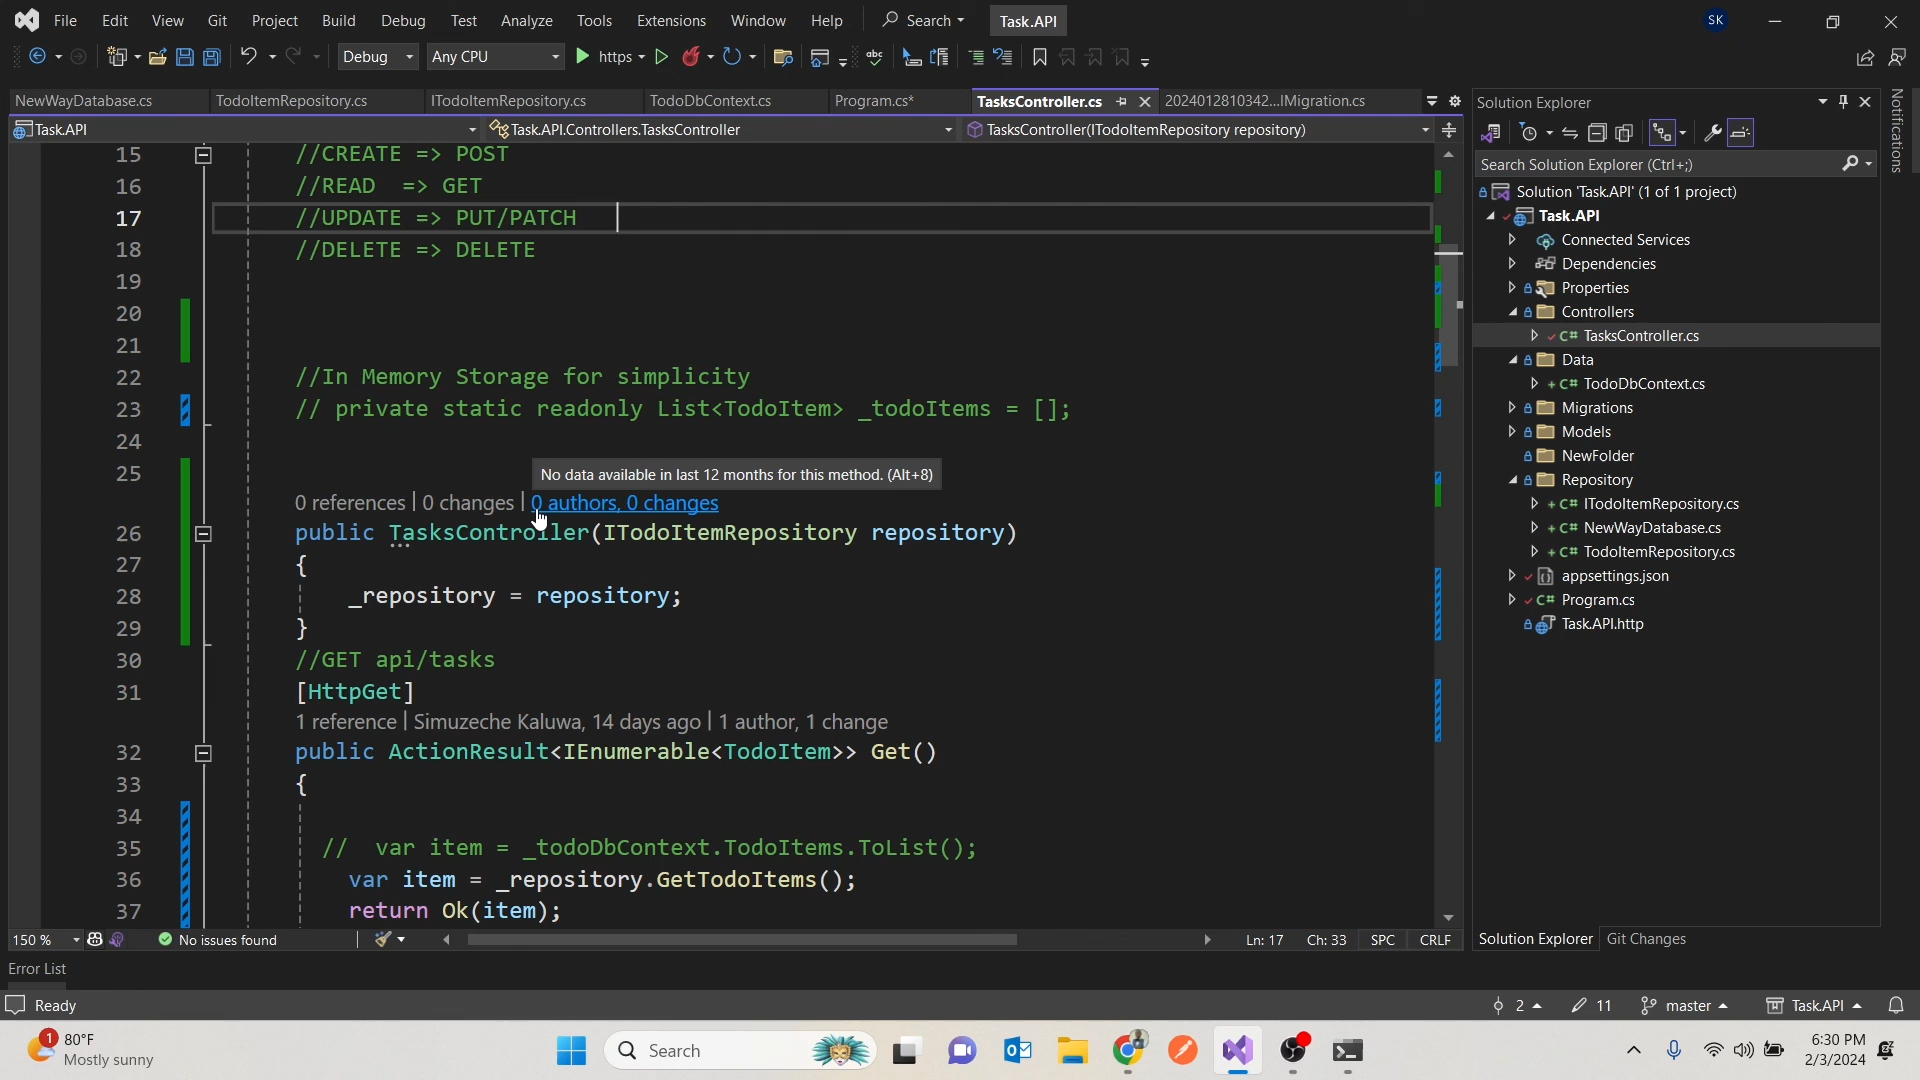 File Edit View Git Project Build Debug Test Analyze Tools Extensions Window Help Search Task.API SK
Debug Any CPU https
NewWayDatabase.cs TodoItemRepository.cs ITodoItemRepository.cs TodoDbContext.cs Program.cs* TasksController.cs 2024012810342...lMigration.cs
Task.API Task.API.Controllers.TasksController TasksController(ITodoItemRepository repository)
15 //CREATE => POST
16 //READ  => GET
17 //UPDATE => PUT/PATCH
18 //DELETE => DELETE
19
20
21
22 //In Memory Storage for simplicity
23 // private static readonly List<TodoItem> _todoItems = [];
24
25
No data available in last 12 months for this method. (Alt+8)
0 references | 0 changes | 0 authors, 0 changes
26 public TasksController(ITodoItemRepository repository)
27 {
28 _repository = repository;
29 }
30 //GET api/tasks
31 [HttpGet]
1 reference | Simuzeche Kaluwa, 14 days ago | 1 author, 1 change
32 public ActionResult<IEnumerable<TodoItem>> Get()
33 {
34
35 //  var item = _todoDbContext.TodoItems.ToList();
36 var item = _repository.GetTodoItems();
37 return Ok(item);
150 % No issues found Ln: 17 Ch: 33 SPC CRLF
Solution Explorer
Search Solution Explorer (Ctrl+;)
Solution 'Task.API' (1 of 1 project)
Task.API
Connected Services
Dependencies
Properties
Controllers
C# TasksController.cs
Data
C# TodoDbContext.cs
Migrations
Models
NewFolder
Repository
C# ITodoItemRepository.cs
C# NewWayDatabase.cs
C# TodoItemRepository.cs
appsettings.json
C# Program.cs
Task.API.http
Solution Explorer Git Changes
Notifications
Error List
Ready 2 11 master Task.API
1 80°F
Mostly sunny
Search
6:30 PM
2/3/2024